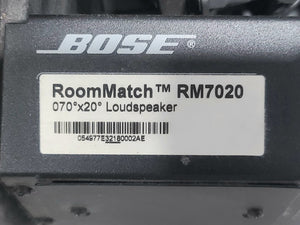 BOSE®
RoomMatch™ RM7020
070°x20° Loudspeaker
054977E32180002AE